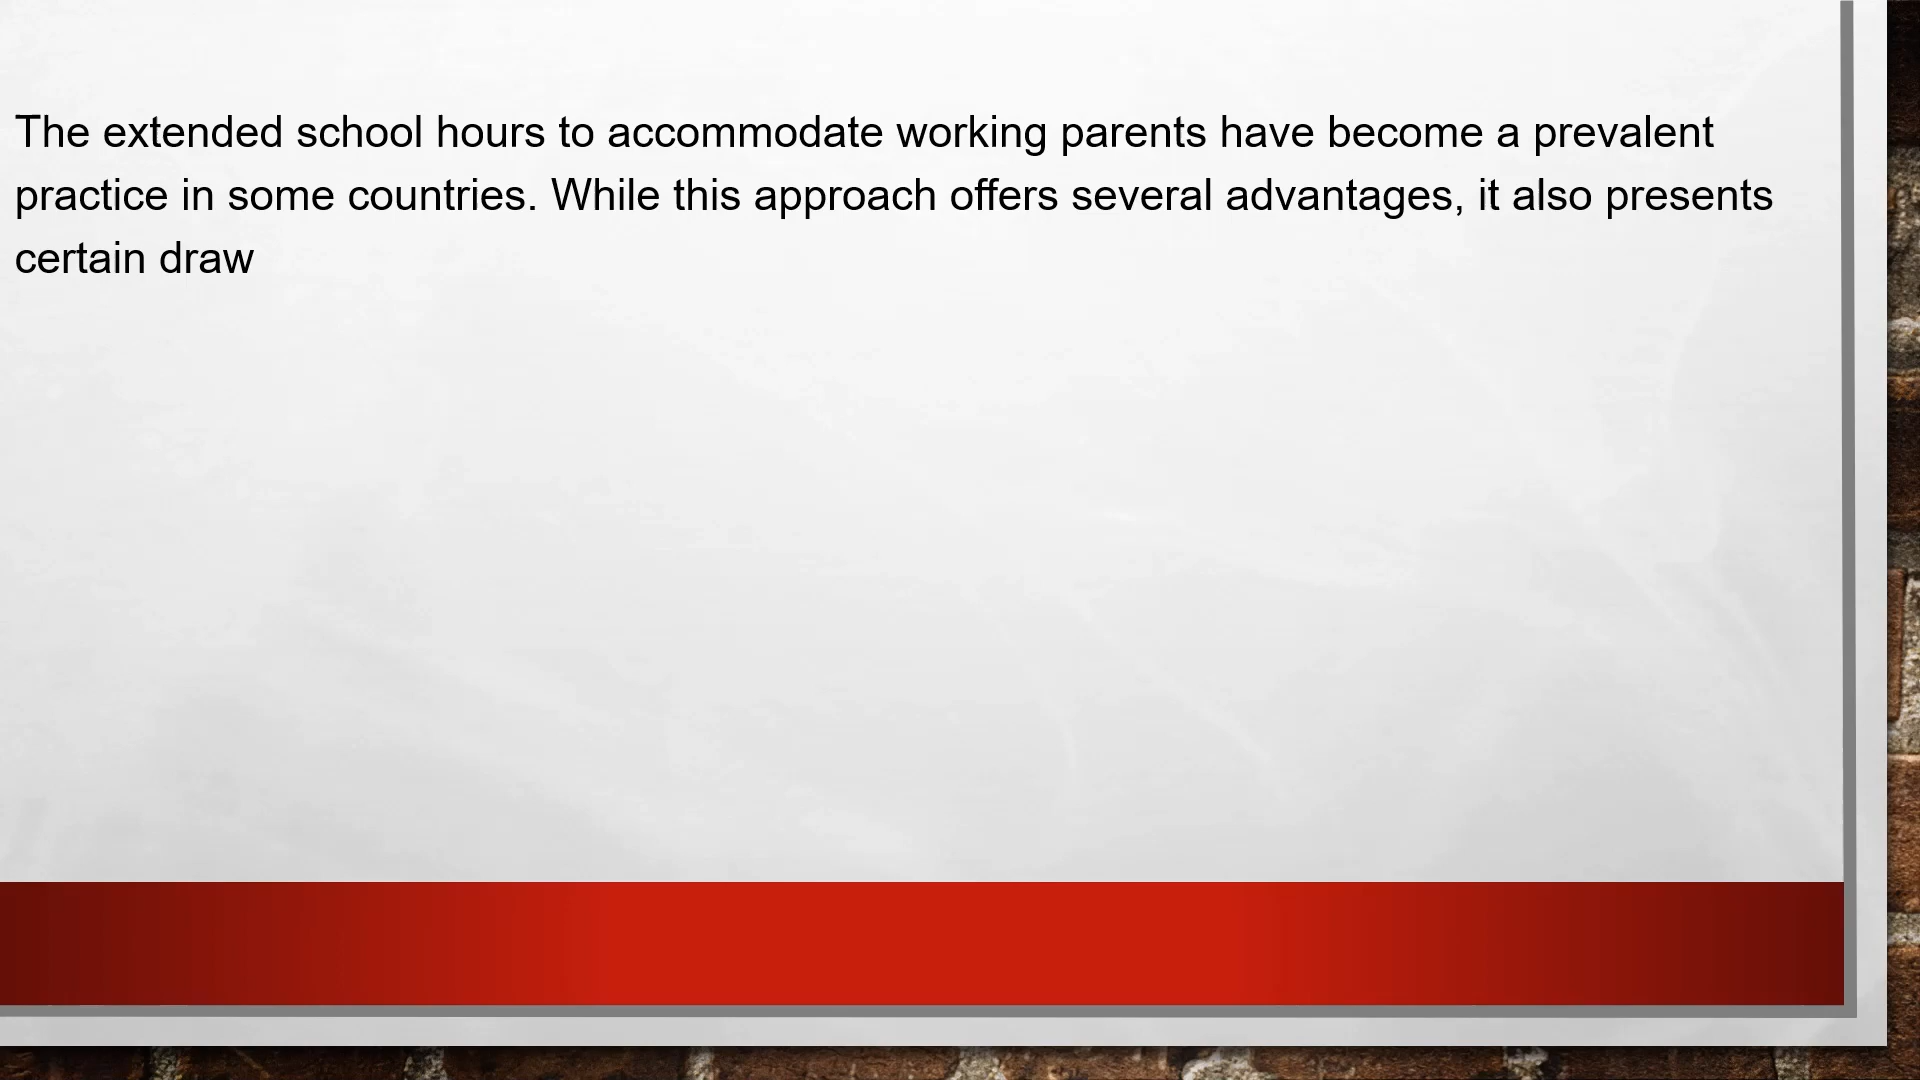 The extended school hours to accommodate working parents have become a prevalent
practice in some countries. While this approach offers several advantages, it also presents
certain draw